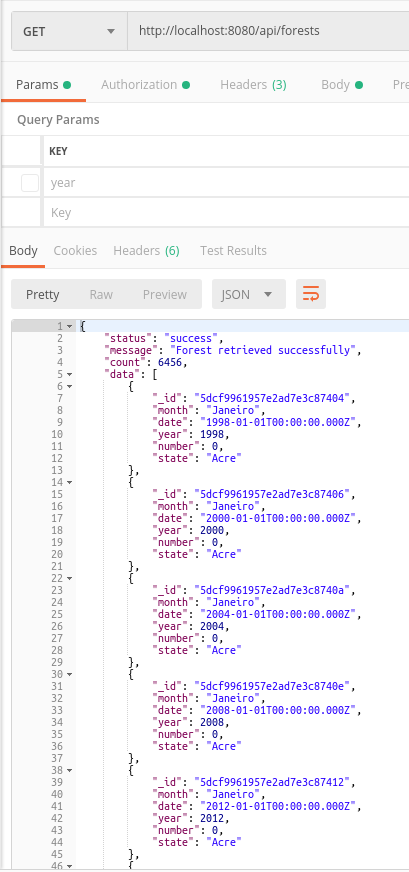 GET http://localhost:8080/api/forests
Params Authorization Headers (3) Body Pre
Query Params
KEY
year
Key
Body Cookies Headers (6) Test Results
Pretty Raw Preview JSON
1 {
2 "status": "success",
3 "message": "Forest retrieved successfully",
4 "count": 6456,
5 "data": [
6 {
7 "_id": "5dcf9961957e2ad7e3c87404",
8 "month": "Janeiro",
9 "date": "1998-01-01T00:00:00.000Z",
10 "year": 1998,
11 "number": 0,
12 "state": "Acre"
13 },
14 {
15 "_id": "5dcf9961957e2ad7e3c87406",
16 "month": "Janeiro",
17 "date": "2000-01-01T00:00:00.000Z",
18 "year": 2000,
19 "number": 0,
20 "state": "Acre"
21 },
22 {
23 "_id": "5dcf9961957e2ad7e3c8740a",
24 "month": "Janeiro",
25 "date": "2004-01-01T00:00:00.000Z",
26 "year": 2004,
27 "number": 0,
28 "state": "Acre"
29 },
30 {
31 "_id": "5dcf9961957e2ad7e3c8740e",
32 "month": "Janeiro",
33 "date": "2008-01-01T00:00:00.000Z",
34 "year": 2008,
35 "number": 0,
36 "state": "Acre"
37 },
38 {
39 "_id": "5dcf9961957e2ad7e3c87412",
40 "month": "Janeiro",
41 "date": "2012-01-01T00:00:00.000Z",
42 "year": 2012,
43 "number": 0,
44 "state": "Acre"
45 },
46 {